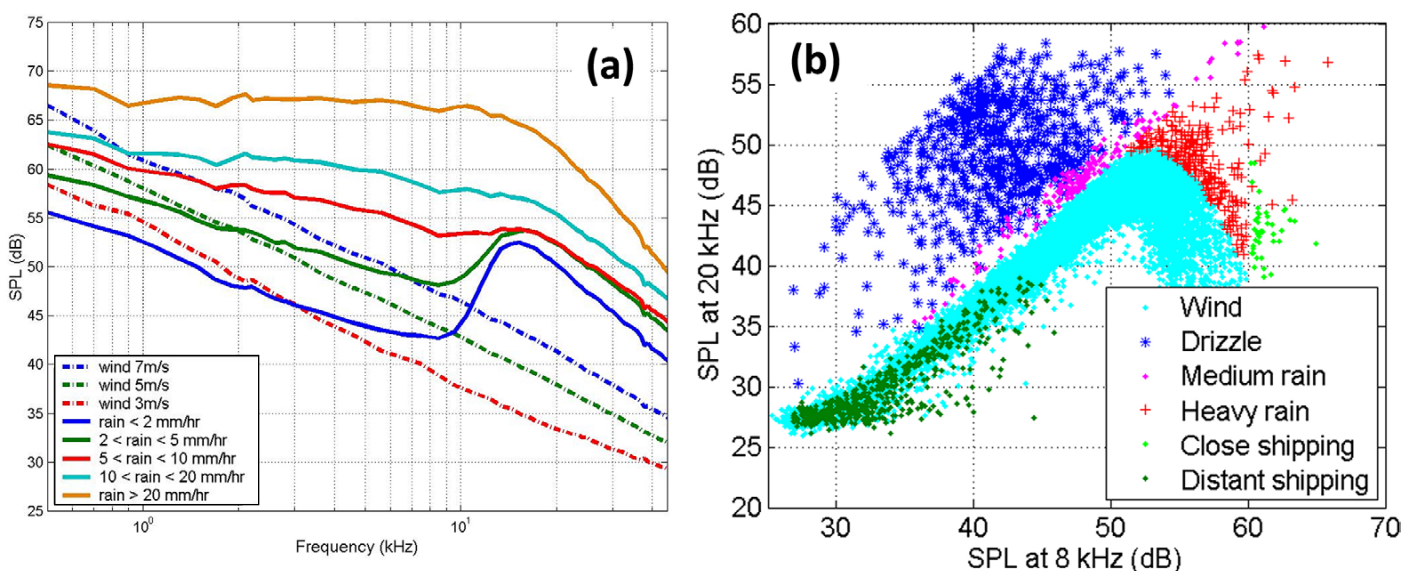 (a)
75
70
65
60
55
50
45
40
35
30
25
SPL (dB)
wind 7m/s
wind 5m/s
wind 3m/s
rain < 2 mm/hr
2 < rain < 5 mm/hr
5 < rain < 10 mm/hr
10 < rain < 20 mm/hr
rain > 20 mm/hr
10⁰
10¹
Frequency (kHz)
(b)
60
55
50
45
40
35
30
25
20
SPL at 20 kHz (dB)
Wind
Drizzle
Medium rain
Heavy rain
Close shipping
Distant shipping
30
40
50
60
70
SPL at 8 kHz (dB)